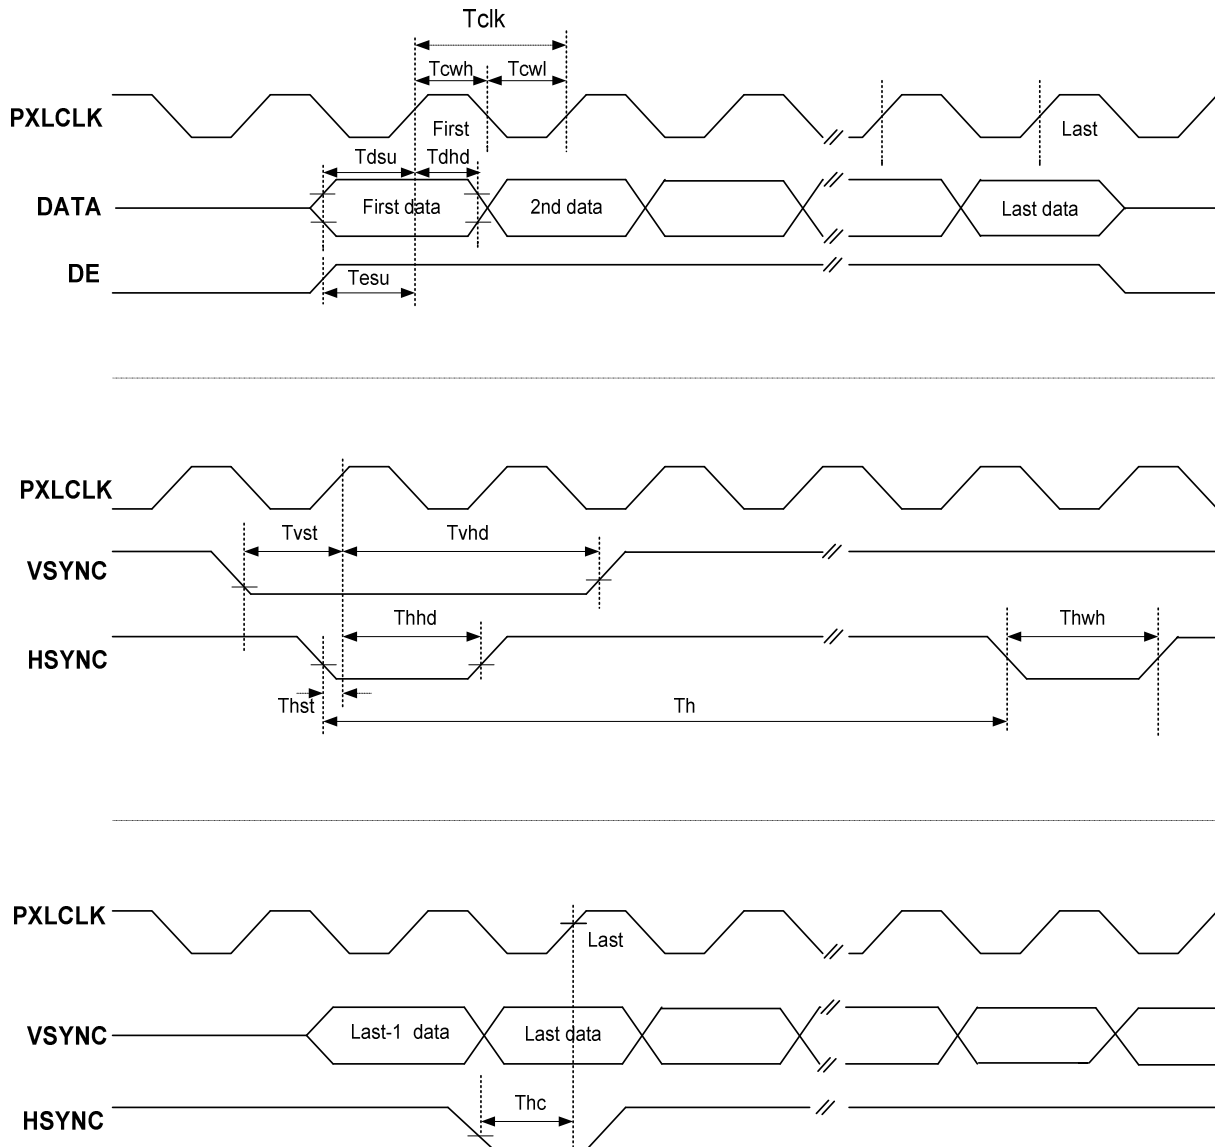 Tclk
Tcwh Tcwl
PXLCLK
First Last
Tdsu Tdhd
DATA First data 2nd data Last data
DE
Tesu
PXLCLK
Tvst Tvhd
VSYNC
Thhd Thwh
HSYNC
Thst Th
PXLCLK
Last
VSYNC Last-1 data Last data
Thc
HSYNC